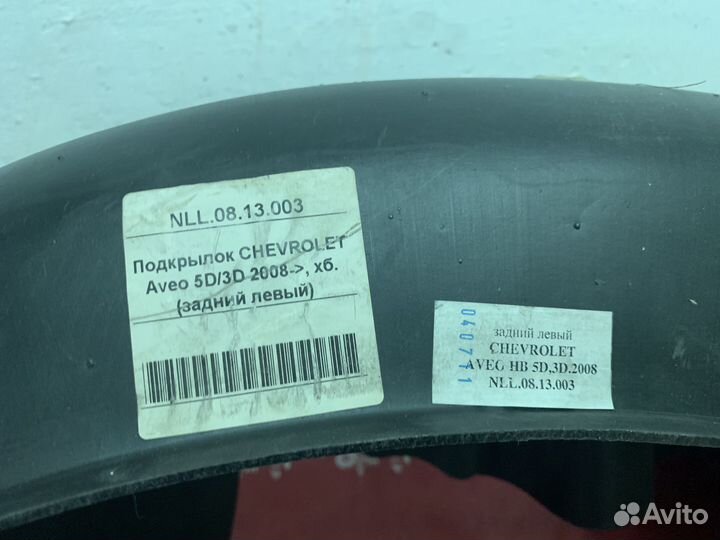 NLL.08.13.003
Подкрылок CHEVROLET
Aveo 5D/3D 2008->, хб.
(задний левый)
040711
задний левый
CHEVROLET
AVEO HB 5D,3D.2008
NLL.08.13.003
Avito